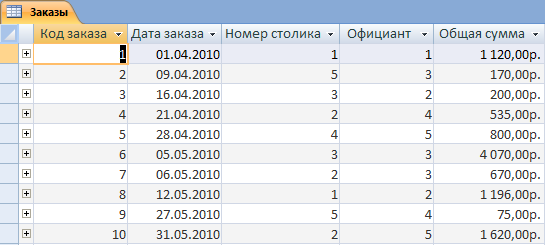 Заказы
Код заказа Дата заказа Номер столика Официант Общая сумма
1 01.04.2010 1 1 1 120,00р.
2 09.04.2010 5 3 170,00р.
3 16.04.2010 3 2 200,00р.
4 21.04.2010 2 4 535,00р.
5 28.04.2010 4 5 800,00р.
6 05.05.2010 3 3 4 070,00р.
7 06.05.2010 2 3 670,00р.
8 12.05.2010 1 2 1 196,00р.
9 27.05.2010 5 4 75,00р.
10 31.05.2010 2 5 1 620,00р.